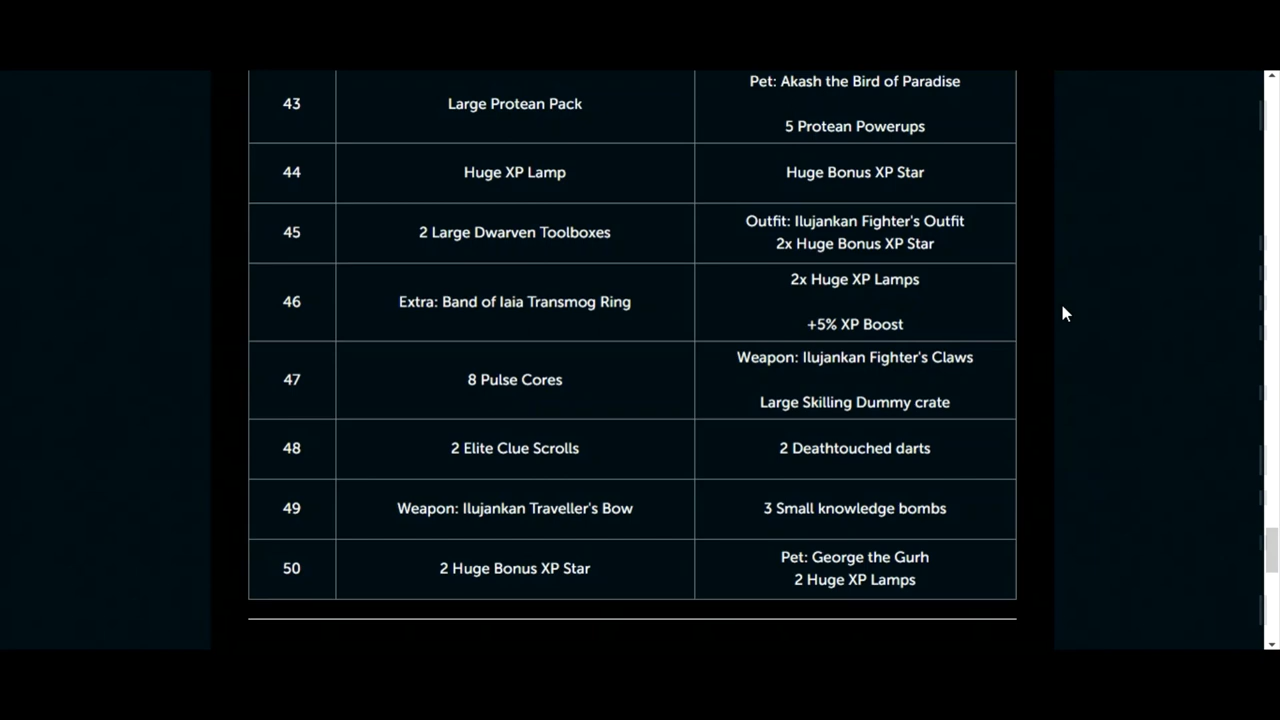 43
Large Protean Pack
Pet: Akash the Bird of Paradise
5 Protean Powerups
44
Huge XP Lamp
Huge Bonus XP Star
45
2 Large Dwarven Toolboxes
Outfit: Ilujankan Fighter's Outfit
2x Huge Bonus XP Star
46
Extra: Band of Iaia Transmog Ring
2x Huge XP Lamps
+5% XP Boost
47
8 Pulse Cores
Weapon: Ilujankan Fighter's Claws
Large Skilling Dummy crate
48
2 Elite Clue Scrolls
2 Deathtouched darts
49
Weapon: Ilujankan Traveller's Bow
3 Small knowledge bombs
50
2 Huge Bonus XP Star
Pet: George the Gurh
2 Huge XP Lamps